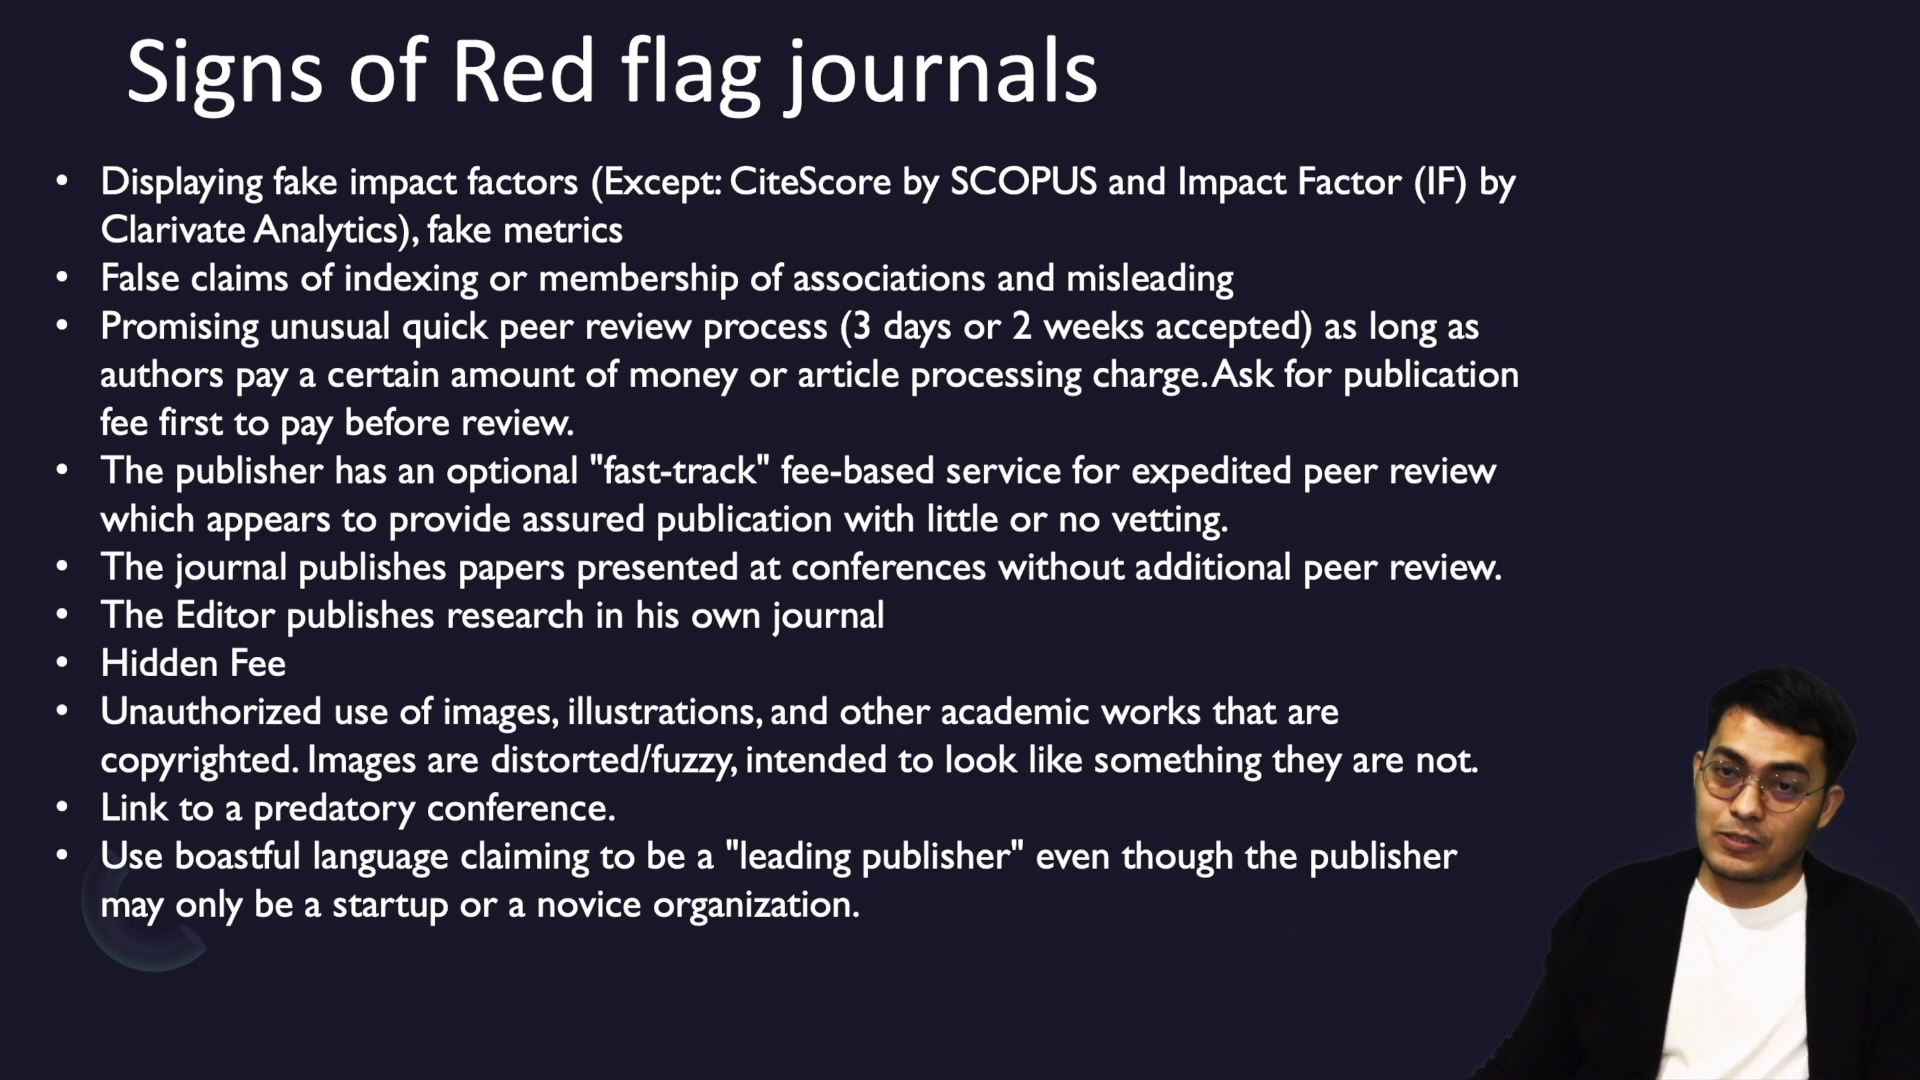 Signs of Red flag journals
• Displaying fake impact factors (Except: CiteScore by SCOPUS and Impact Factor (IF) by
Clarivate Analytics), fake metrics
• False claims of indexing or membership of associations and misleading
• Promising unusual quick peer review process (3 days or 2 weeks accepted) as long as
authors pay a certain amount of money or article processing charge. Ask for publication
fee first to pay before review.
• The publisher has an optional "fast-track" fee-based service for expedited peer review
which appears to provide assured publication with little or no vetting.
• The journal publishes papers presented at conferences without additional peer review.
• The Editor publishes research in his own journal
• Hidden Fee
• Unauthorized use of images, illustrations, and other academic works that are
copyrighted. Images are distorted/fuzzy, intended to look like something they are not.
• Link to a predatory conference.
• Use boastful language claiming to be a "leading publisher" even though the publisher
may only be a startup or a novice organization.